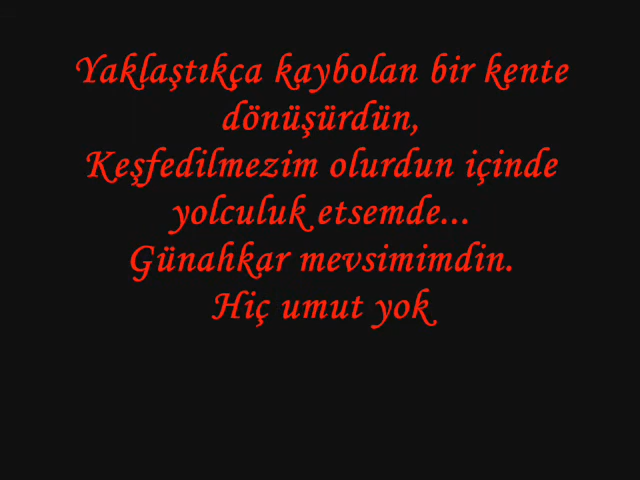 Yaklaştıkça kaybolan bir kente
dönüşürdün,
Keşfedilmezim olurdun içinde
yolculuk etsemde...
Günahkar mevsimimdin.
Hiç umut yok